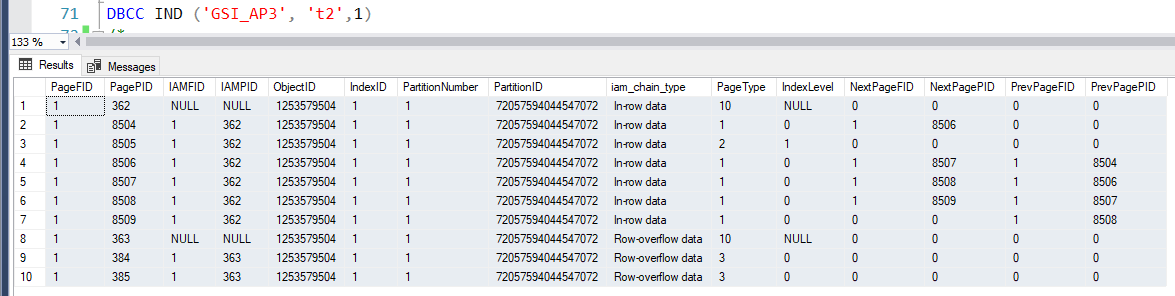 71 DBCC IND ('GSI_AP3', 't2',1)
/*
133 %
Results Messages
PageFID PagePID IAMFID IAMPID ObjectID IndexID PartitionNumber PartitionID iam_chain_type PageType IndexLevel NextPageFID NextPagePID PrevPageFID PrevPagePID
1 1 362 NULL NULL 1253579504 1 1 72057594044547072 In-row data 10 NULL 0 0 0 0
2 1 8504 1 362 1253579504 1 1 72057594044547072 In-row data 1 0 1 8506 0 0
3 1 8505 1 362 1253579504 1 1 72057594044547072 In-row data 2 1 0 0 0 0
4 1 8506 1 362 1253579504 1 1 72057594044547072 In-row data 1 0 1 8507 1 8504
5 1 8507 1 362 1253579504 1 1 72057594044547072 In-row data 1 0 1 8508 1 8506
6 1 8508 1 362 1253579504 1 1 72057594044547072 In-row data 1 0 1 8509 1 8507
7 1 8509 1 362 1253579504 1 1 72057594044547072 In-row data 1 0 0 0 1 8508
8 1 363 NULL NULL 1253579504 1 1 72057594044547072 Row-overflow data 10 NULL 0 0 0 0
9 1 384 1 363 1253579504 1 1 72057594044547072 Row-overflow data 3 0 0 0 0 0
10 1 385 1 363 1253579504 1 1 72057594044547072 Row-overflow data 3 0 0 0 0 0